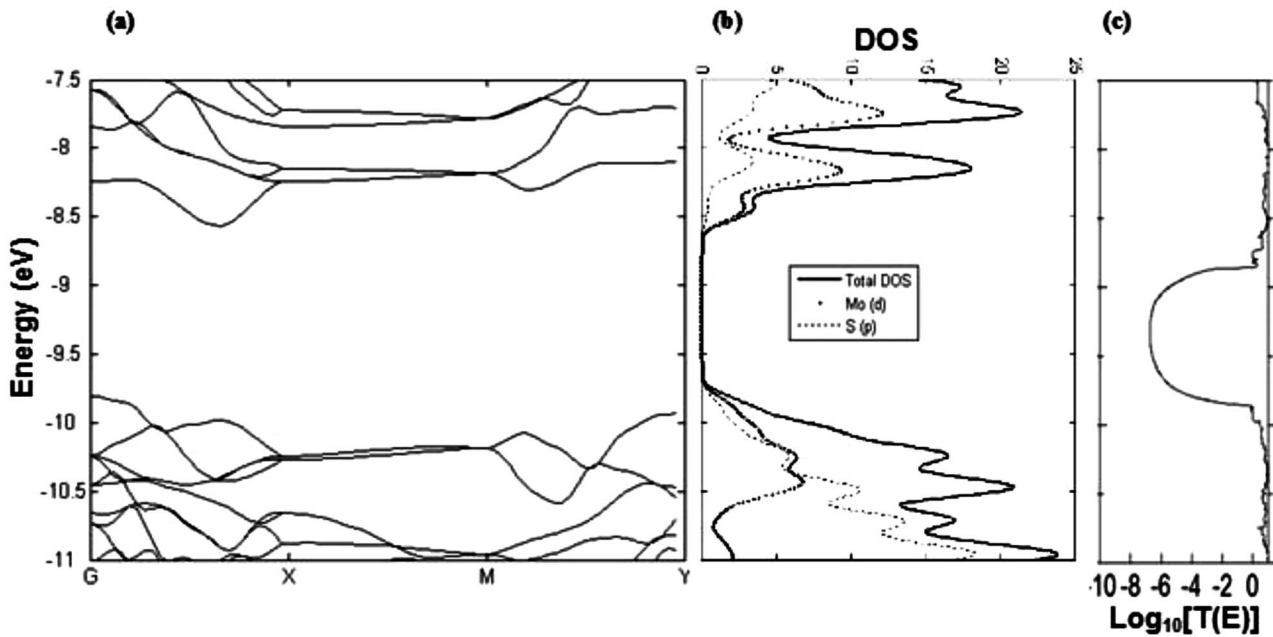 (a)
(b)
(c)
DOS
0 5 10 15 20 25
-7.5
-8
-8.5
-9
-9.5
-10
-10.5
-11
Energy (eV)
G X M Y
Total DOS
Mo (d)
S (p)
-10 -8 -6 -4 -2 0 2
Log₁₀[T(E)]